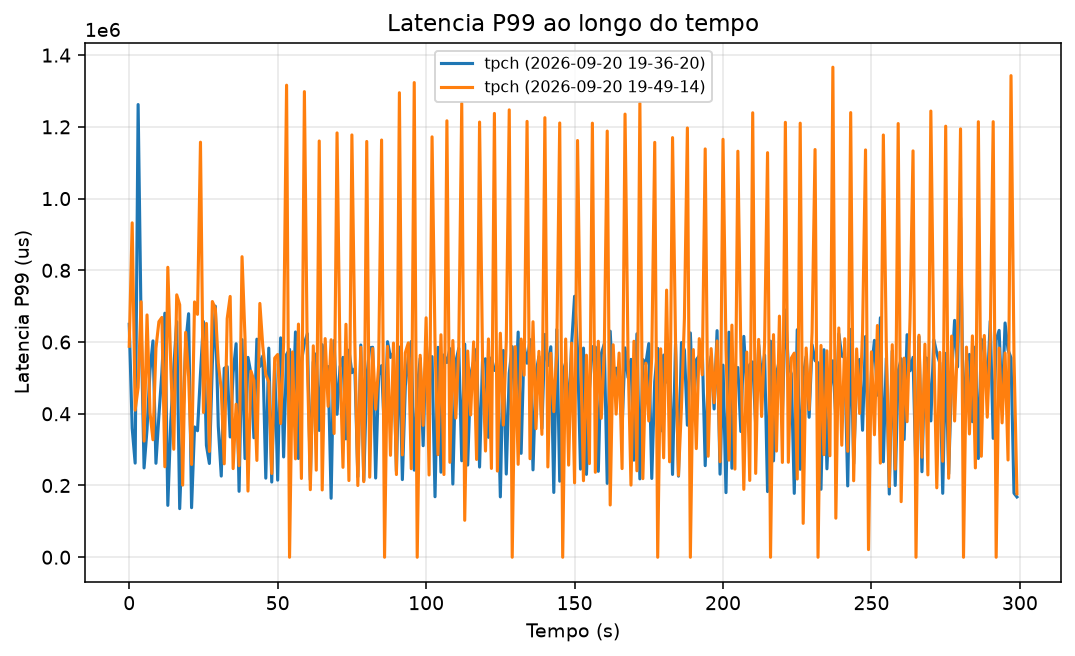 Latencia P99 ao longo do tempo
1e6
tpch (2026-09-20 19-36-20)
tpch (2026-09-20 19-49-14)
Latencia P99 (us)
1.4
1.2
1.0
0.8
0.6
0.4
0.2
0.0
0 50 100 150 200 250 300
Tempo (s)